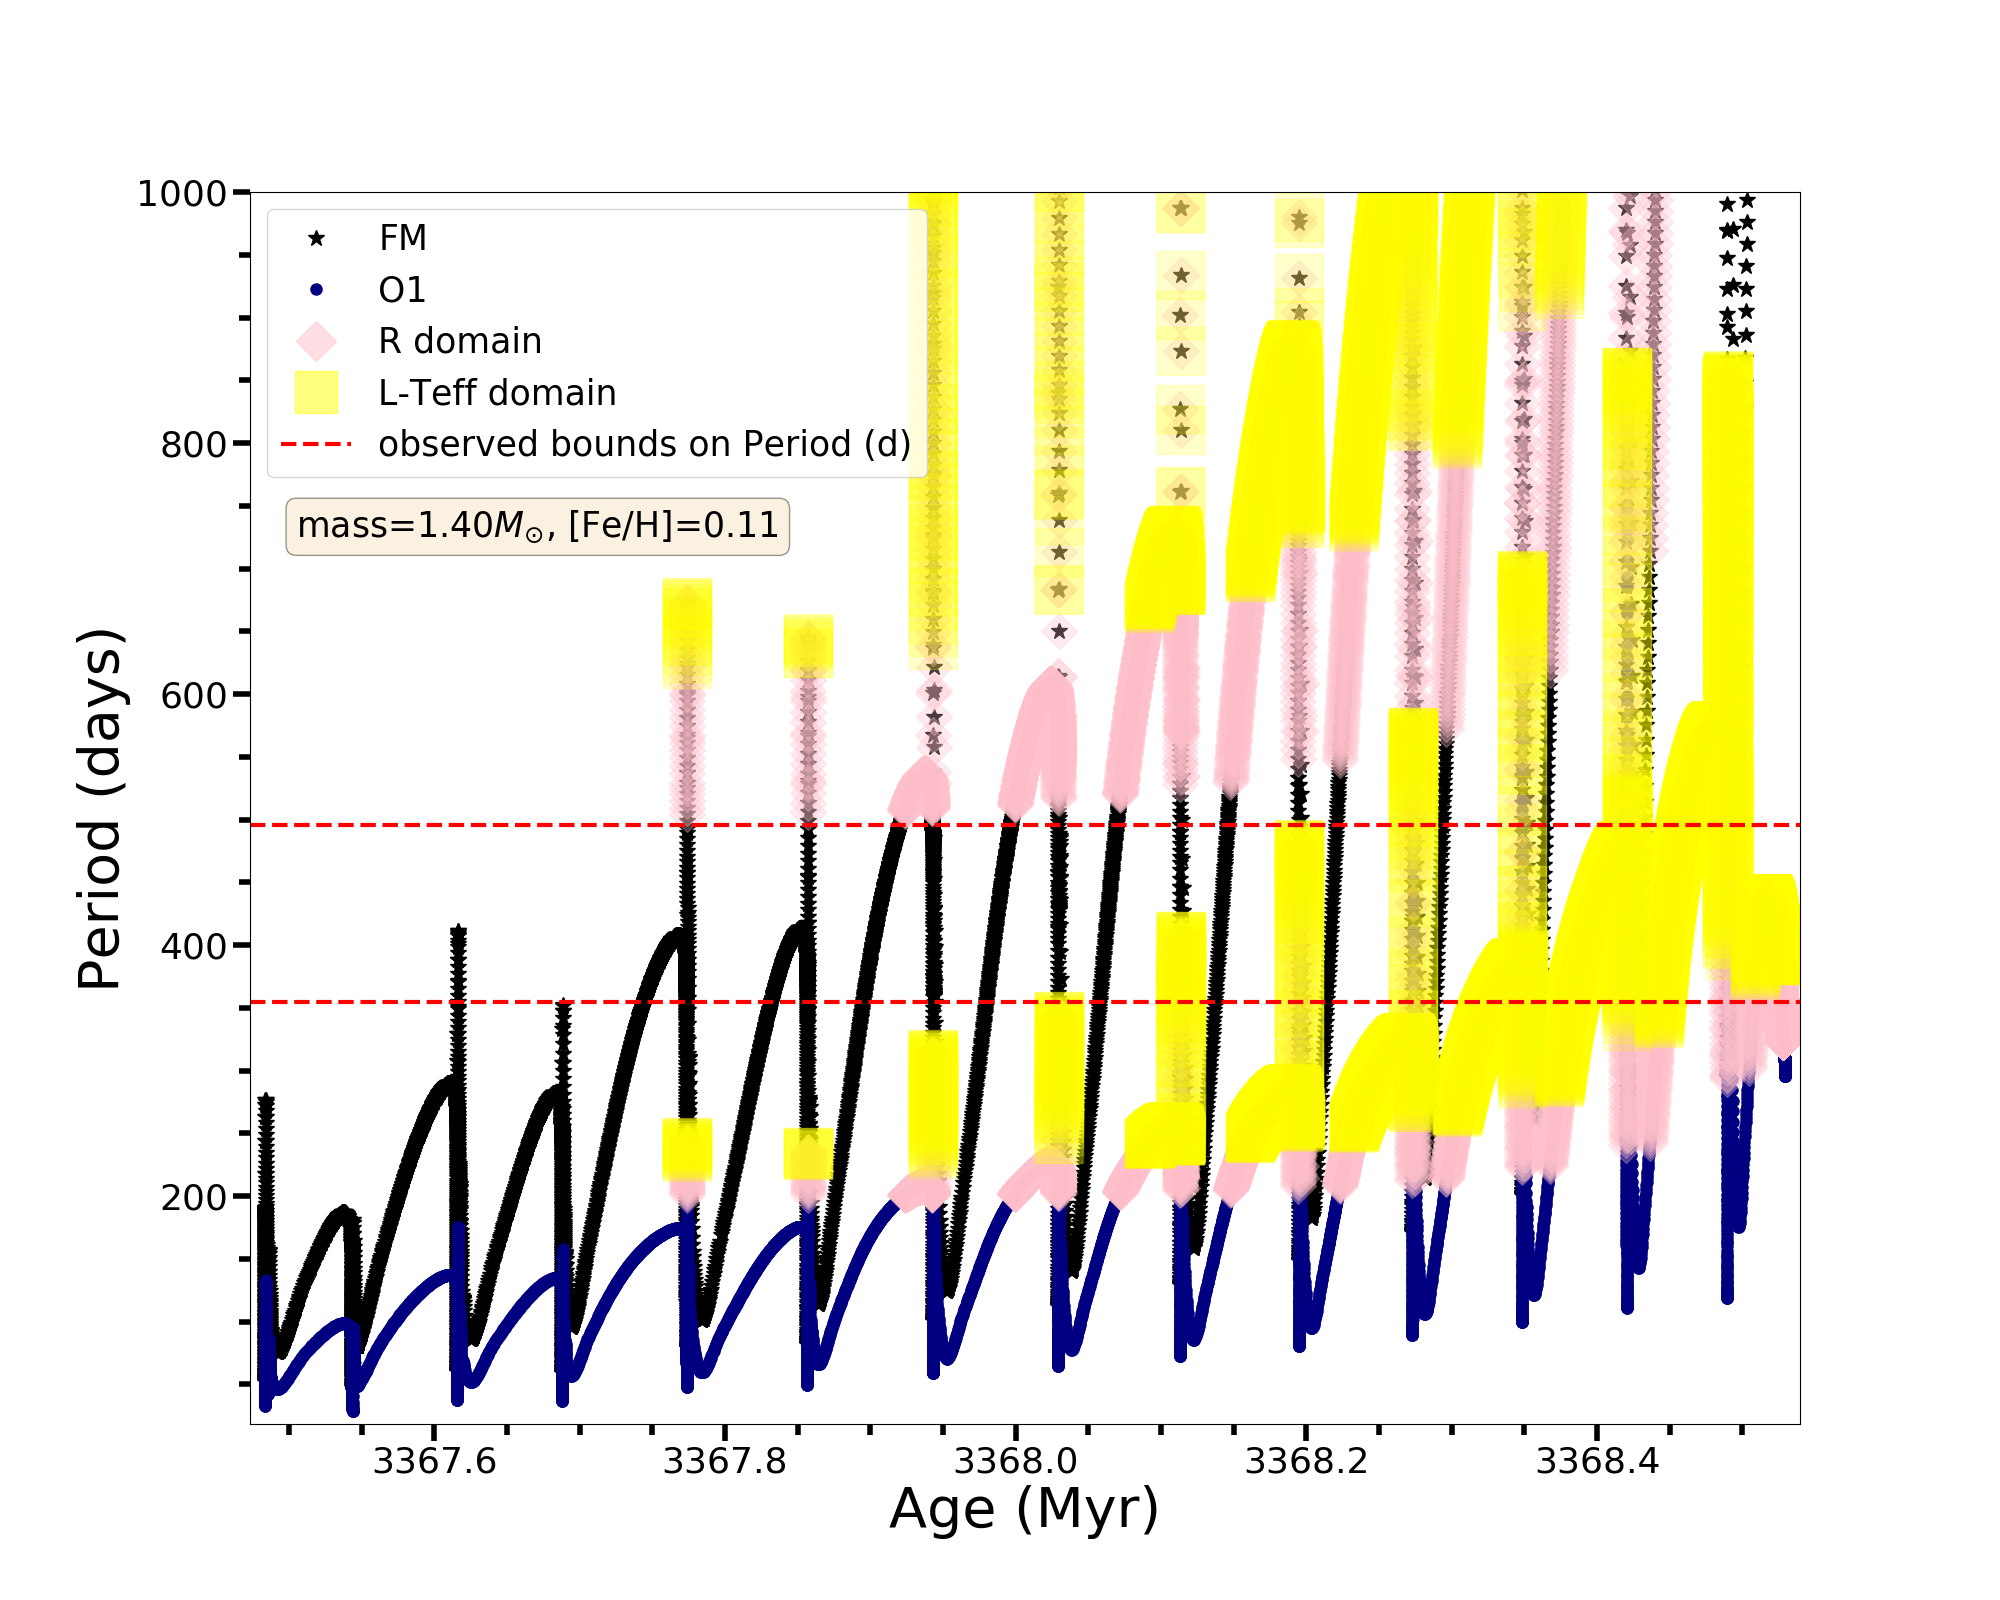 1000
800
600
400
200
Period (days)
FM
O1
R domain
L-Teff domain
observed bounds on Period (d)
mass=1.40M⊙, [Fe/H]=0.11
3367.6 3367.8 3368.0 3368.2 3368.4
Age (Myr)